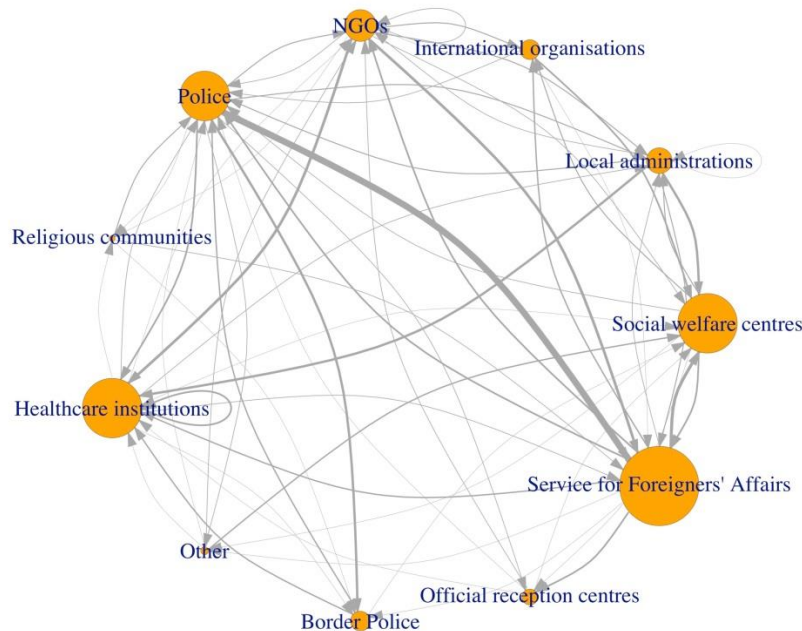 NGOs
International organisations
Police
Local administrations
Religious communities
Social welfare centres
Healthcare institutions
Service for Foreigners' Affairs
Other
Official reception centres
Border Police